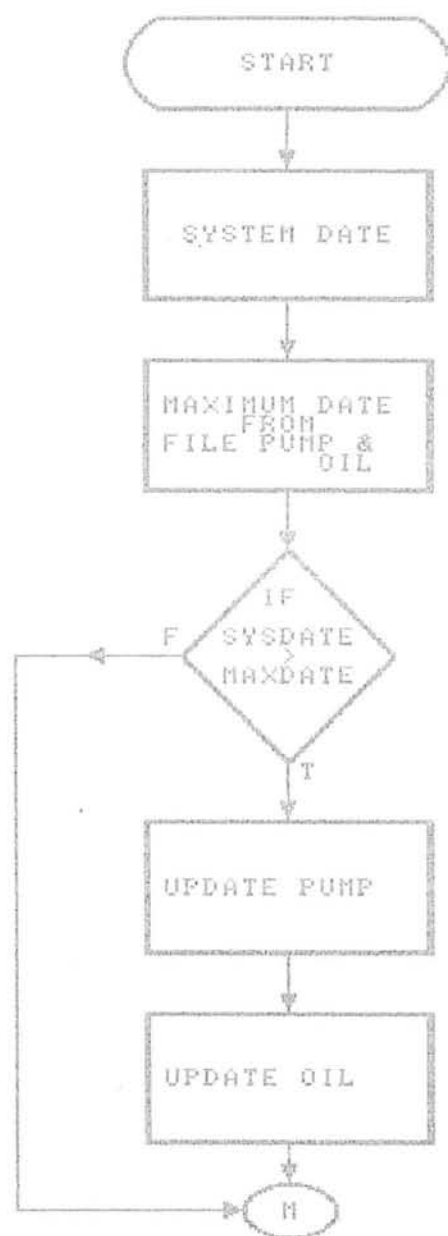 START
SYSTEM DATE
MAXIMUM DATE
FROM
FILE PUMP &
OIL
IF
F
SYSDATE
>
MAXDATE
T
UPDATE PUMP
UPDATE OIL
M